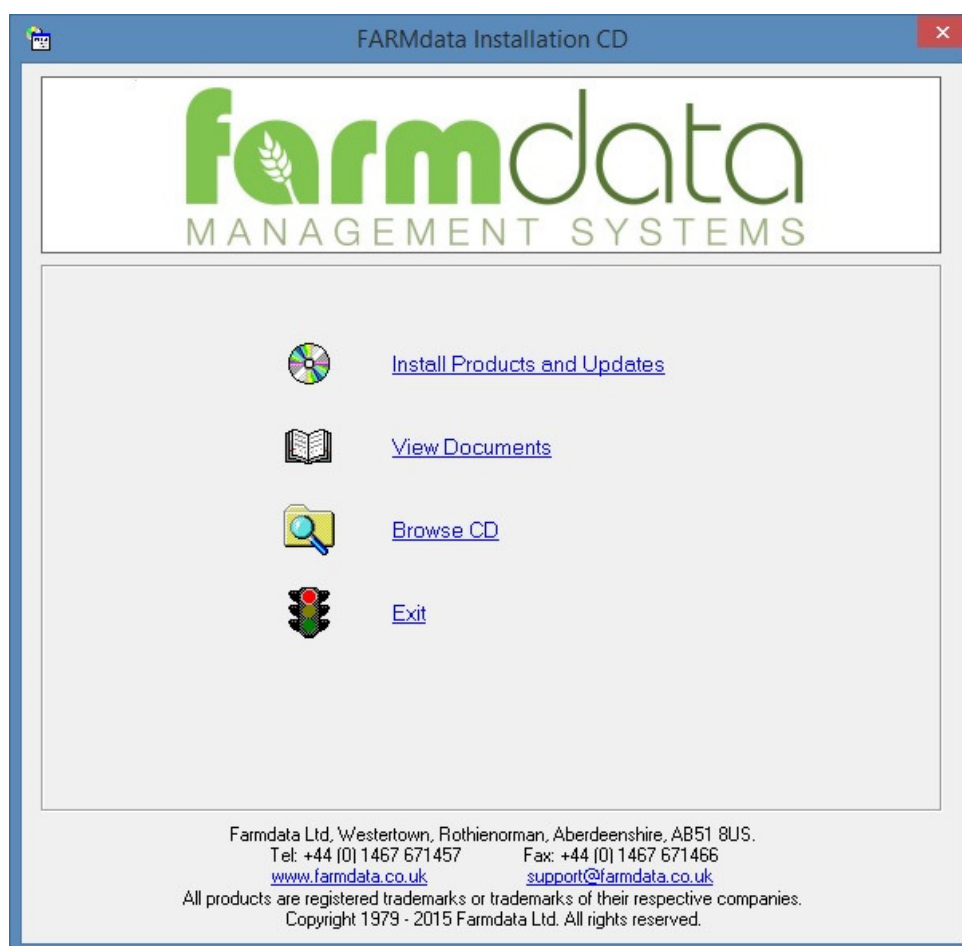 FARMdata Installation CD
farmdata
MANAGEMENT SYSTEMS
Install Products and Updates
View Documents
Browse CD
Exit
Farmdata Ltd, Westertown, Rothienorman, Aberdeenshire, AB51 8US.
Tel: +44 (0) 1467 671457 Fax: +44 (0) 1467 671466
www.farmdata.co.uk support@farmdata.co.uk
All products are registered trademarks or trademarks of their respective companies.
Copyright 1979 - 2015 Farmdata Ltd. All rights reserved.